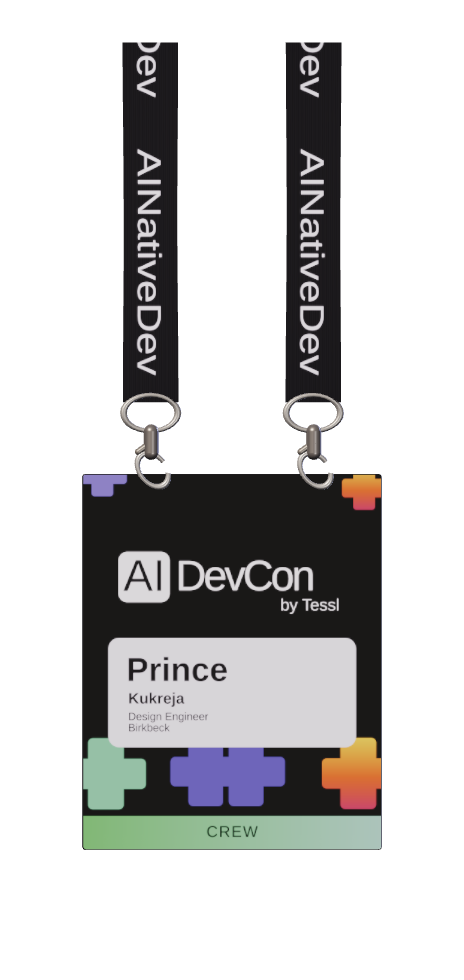 Dev
AINativeDev
Dev
AINativeDev
AI DevCon
by Tessl
Prince
Kukreja
Design Engineer
Birkbeck
CREW